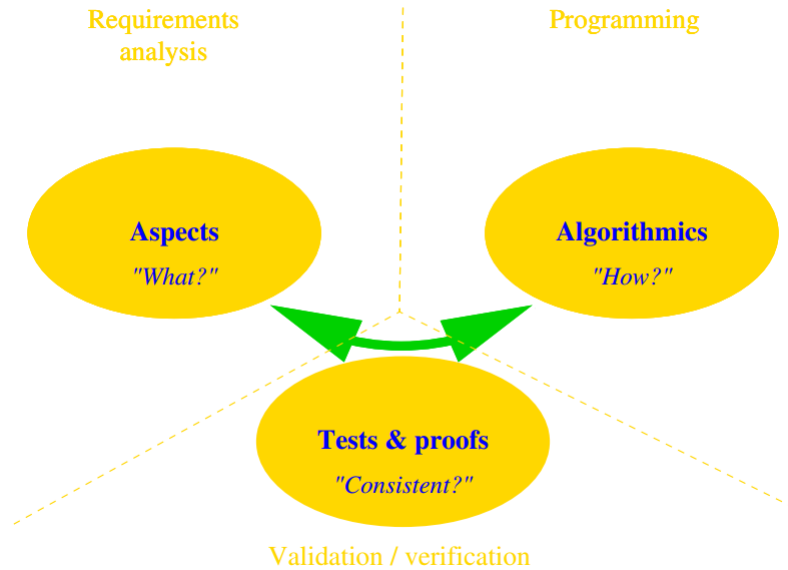 Requirements
analysis
Programming
Aspects
"What?"
Algorithmics
"How?"
Tests & proofs
"Consistent?"
Validation / verification